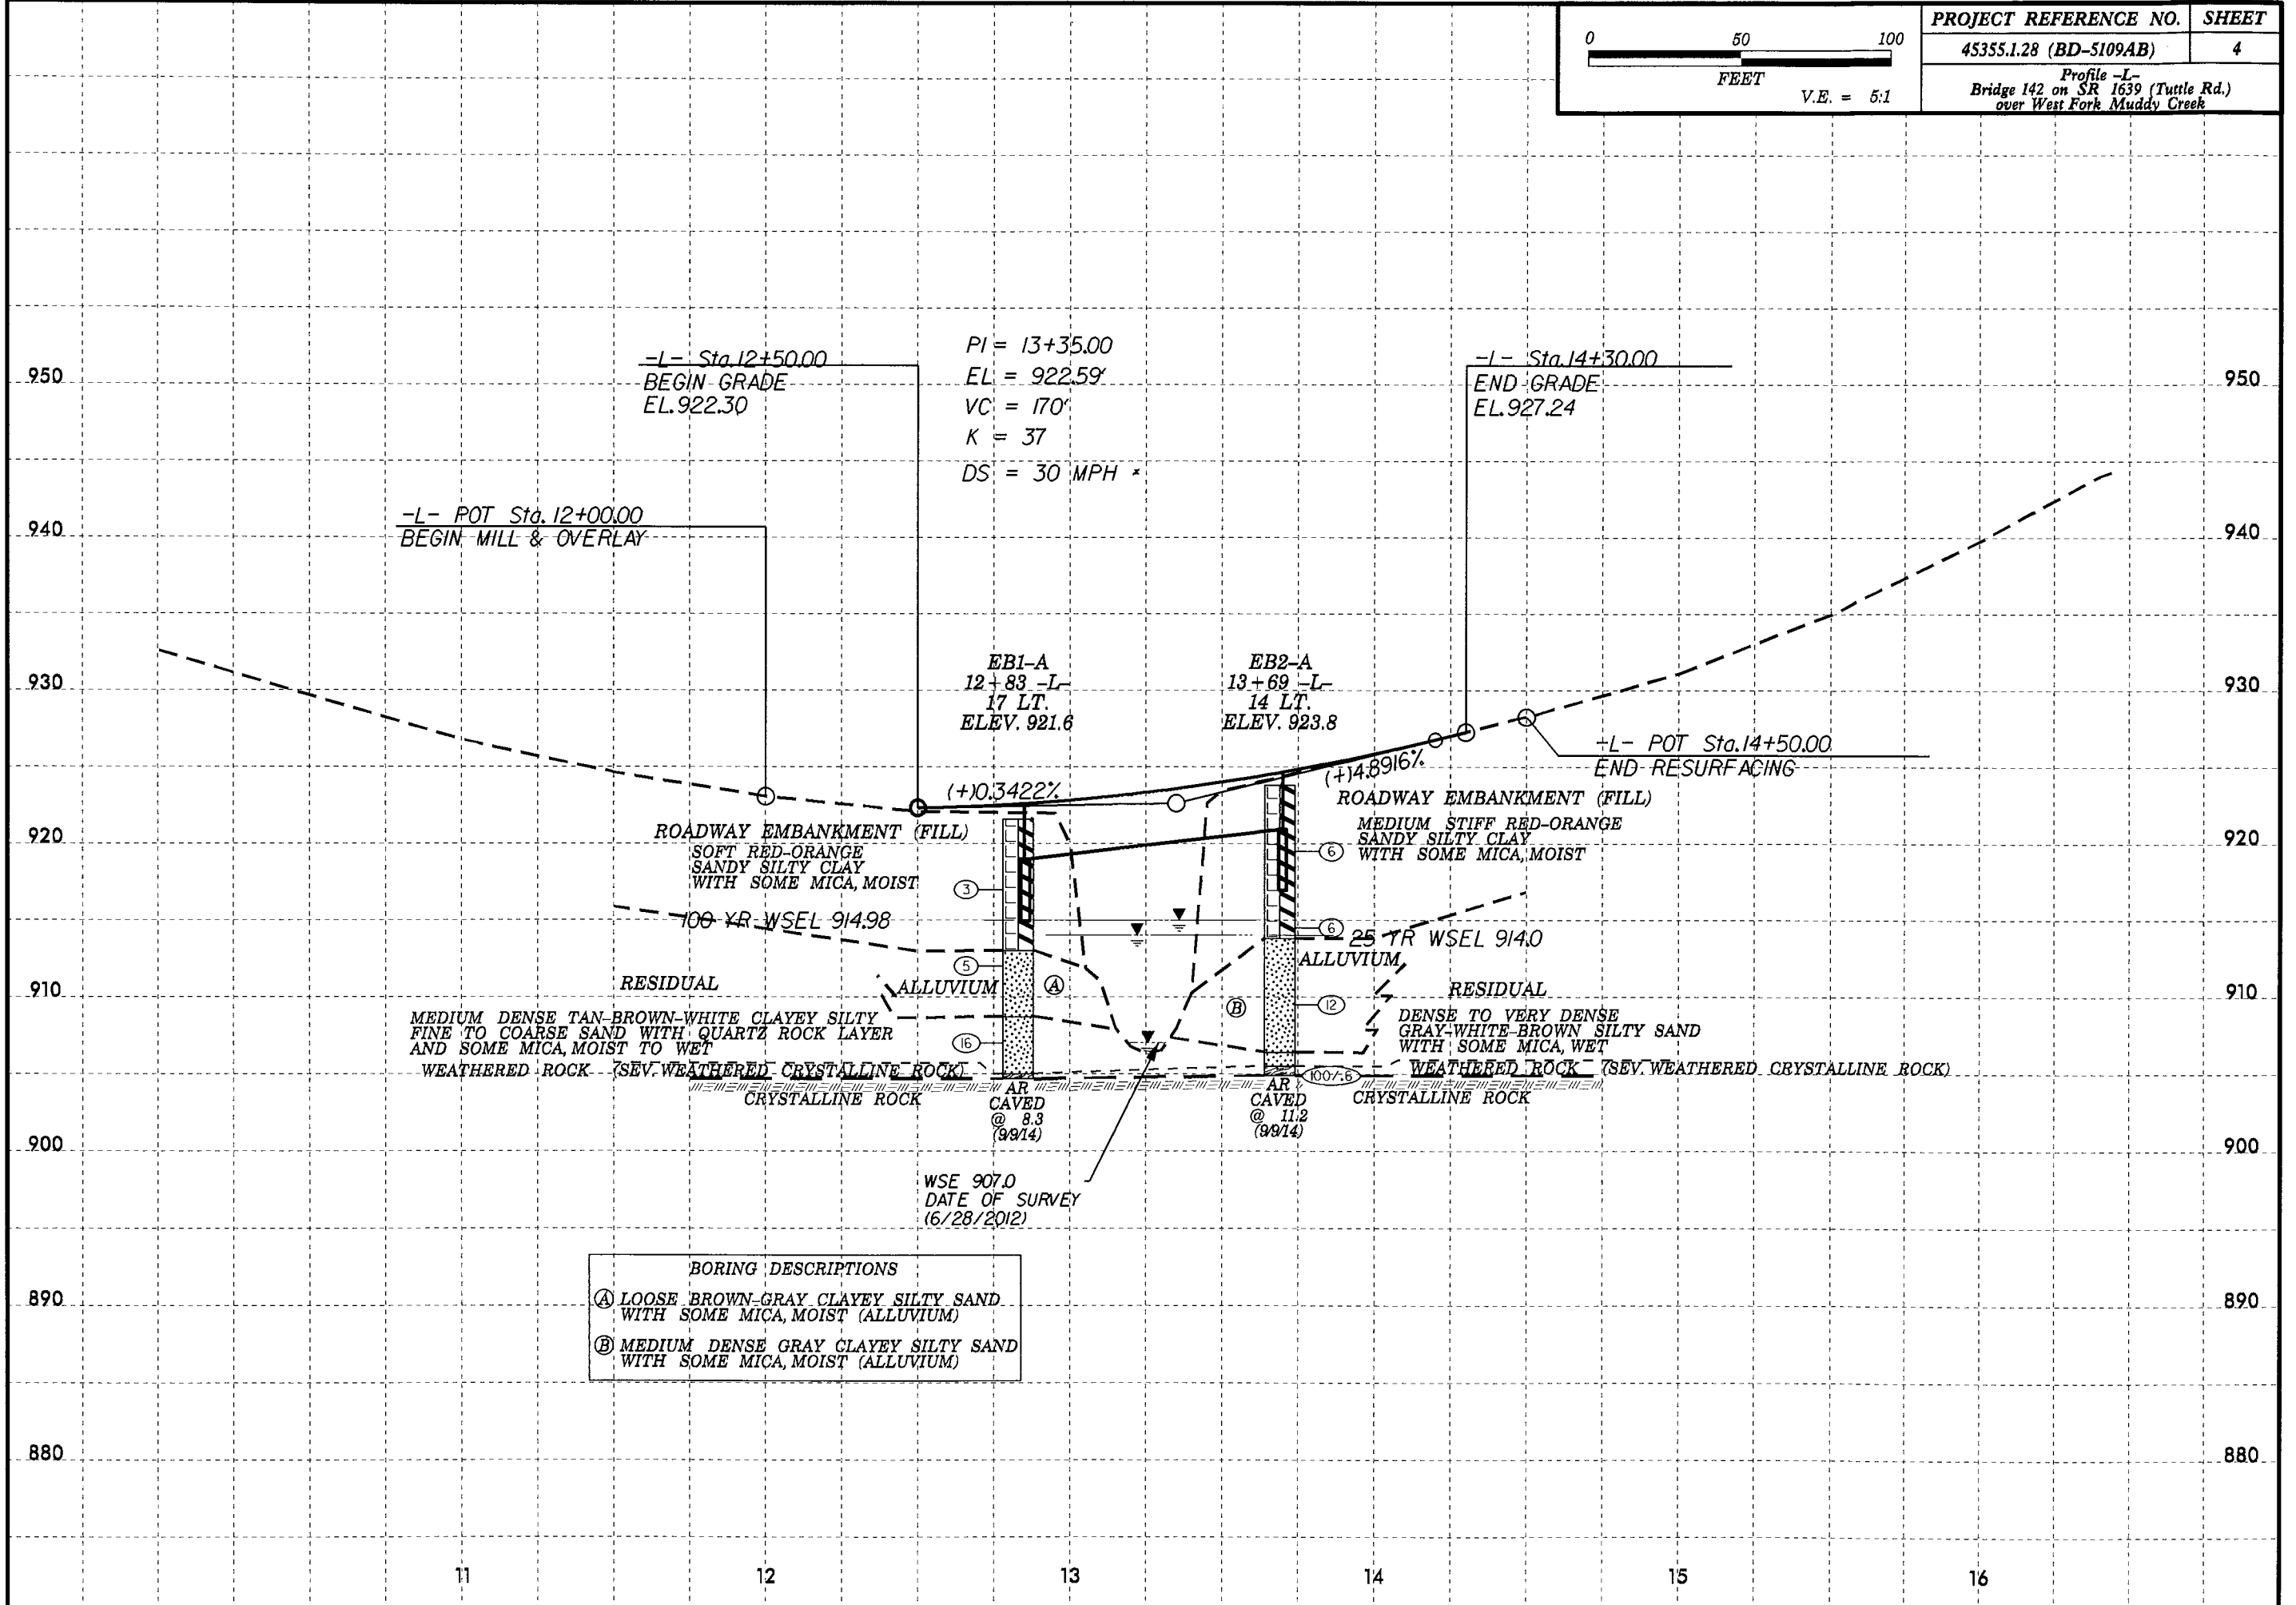 0 50 100
FEET
V.E. = 5:1
PROJECT REFERENCE NO. SHEET
45355.1.28 (BD-5109AB) 4
Profile -L-
Bridge 142 on SR 1639 (Tuttle Rd.)
over West Fork Muddy Creek
-L- Sta.12+50.00
BEGIN GRADE
EL.922.30
PI = 13+35.00
EL = 922.59'
VC = 170'
K = 37
DS = 30 MPH *
-L- Sta.14+30.00
END GRADE
EL.927.24
950 950
-L- POT Sta.12+00.00
BEGIN MILL & OVERLAY
940 940
EB1-A
12+83 -L-
17 LT.
ELEV. 921.6
EB2-A
13+69 -L-
14 LT.
ELEV. 923.8
930 930
-L- POT Sta.14+50.00
END RESURFACING
(+)0.3422%
(+)4.8916%
ROADWAY EMBANKMENT (FILL)
SOFT RED-ORANGE
SANDY SILTY CLAY
WITH SOME MICA, MOIST
3
ROADWAY EMBANKMENT (FILL)
MEDIUM STIFF RED-ORANGE
SANDY SILTY CLAY
WITH SOME MICA, MOIST
6
920 920
100 YR WSEL 914.98
6
25 YR WSEL 914.0
5
A
ALLUVIUM
RESIDUAL
ALLUVIUM
RESIDUAL
910 910
B
12
MEDIUM DENSE TAN-BROWN-WHITE CLAYEY SILTY
FINE TO COARSE SAND WITH QUARTZ ROCK LAYER
AND SOME MICA, MOIST TO WET
16
DENSE TO VERY DENSE
GRAY-WHITE-BROWN SILTY SAND
WITH SOME MICA, WET
WEATHERED ROCK (SEV. WEATHERED CRYSTALLINE ROCK)
100/.6
WEATHERED ROCK (SEV. WEATHERED CRYSTALLINE ROCK)
CRYSTALLINE ROCK
AR
CAVED
@ 8.3
(9/9/14)
AR
CAVED
@ 11.2
(9/9/14)
CRYSTALLINE ROCK
900 900
WSE 907.0
DATE OF SURVEY
(6/28/2012)
BORING DESCRIPTIONS
A LOOSE BROWN-GRAY CLAYEY SILTY SAND
WITH SOME MICA, MOIST (ALLUVIUM)
B MEDIUM DENSE GRAY CLAYEY SILTY SAND
WITH SOME MICA, MOIST (ALLUVIUM)
890 890
880 880
11 12 13 14 15 16